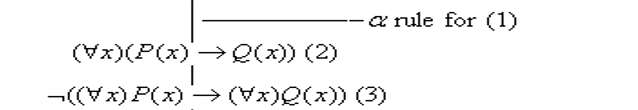 α rule for (1)
(∀x)(P(x) → Q(x)) (2)
¬((∀x)P(x) → (∀x)Q(x)) (3)